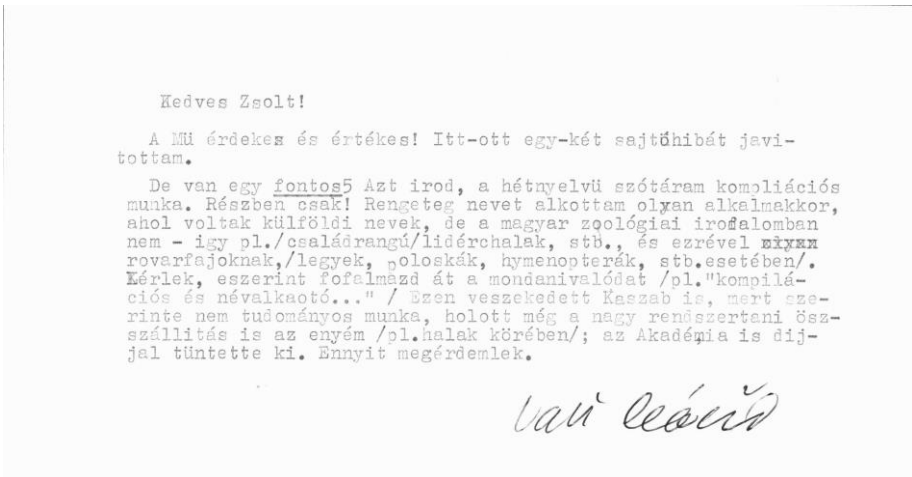 Kedves Zsolt!
A Mü érdekes és értékes! Itt-ott egy-két sajtöhibát javi-
tottam.
De van egy fontos5 Azt irod, a hétnyelvü szótáram kompliációs
munka. Részben csak! Rengeteg nevet alkottam olyan alkalmakkor,
ahol voltak külföldi nevek, de a magyar zoológiai irodalomban
nem - igy pl./családrangú/lidérchalak, stb., és ezrével
rovarfajoknak,/legyek, poloskák, hymenopterák, stb.esetében/.
Kérlek, eszerint fofalmazd át a mondanivalódat /pl."kompilá-
ciós és névalkaotó..." / Ezen veszekedett Kaszab is, mert sze-
rinte nem tudományos munka, holott még a nagy rendszertani ösz-
szállitás is az enyém /pl.halak körében/; az Akadémia is dij-
jal tüntette ki. Ennyit megérdemlek.